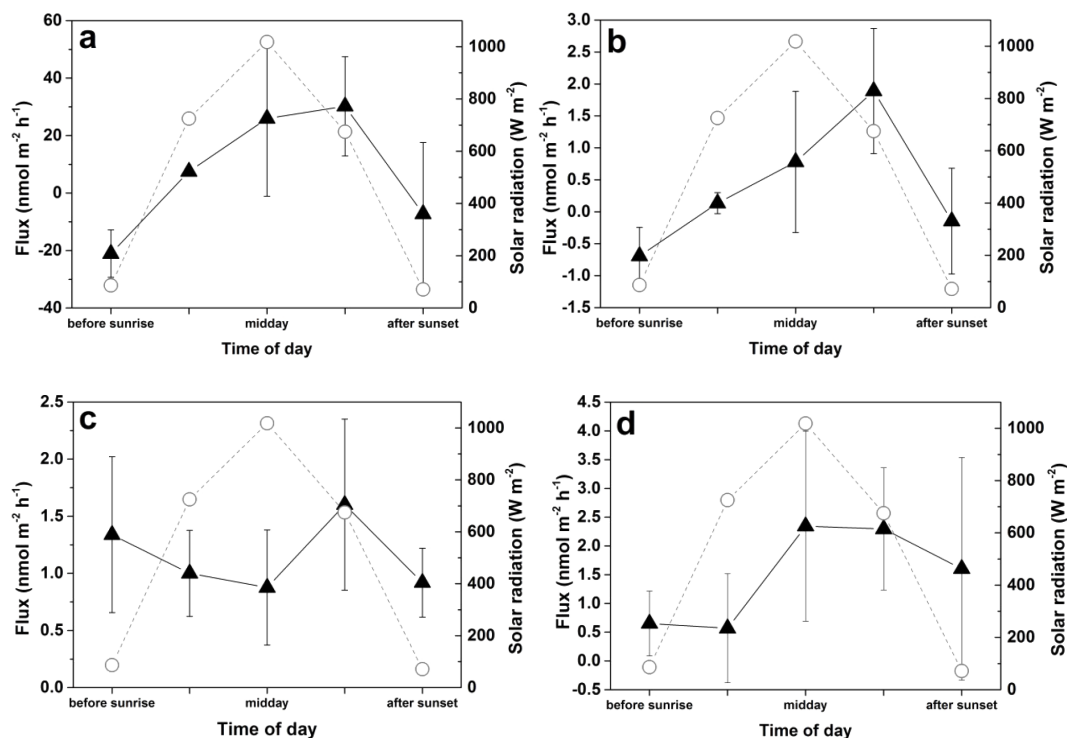 a
60
50
40
20
0
-20
-40
Flux (nmol m⁻² h⁻¹)
1000
800
600
400
200
0
Solar radiation (W m⁻²)
before sunrise midday after sunset
Time of day
b
3.0
2.5
2.0
1.5
1.0
0.5
0.0
-0.5
-1.0
-1.5
Flux (nmol m⁻² h⁻¹)
1000
800
600
400
200
0
Solar radiation (W m⁻²)
before sunrise midday after sunset
Time of day
c
2.5
2.0
1.5
1.0
0.5
0.0
Flux (nmol m⁻² h⁻¹)
1000
800
600
400
200
0
Solar radiation (W m⁻²)
before sunrise midday after sunset
Time of day
d
4.5
4.0
3.5
3.0
2.5
2.0
1.5
1.0
0.5
0.0
-0.5
Flux (nmol m⁻² h⁻¹)
1000
800
600
400
200
0
Solar radiation (W m⁻²)
before sunrise midday after sunset
Time of day